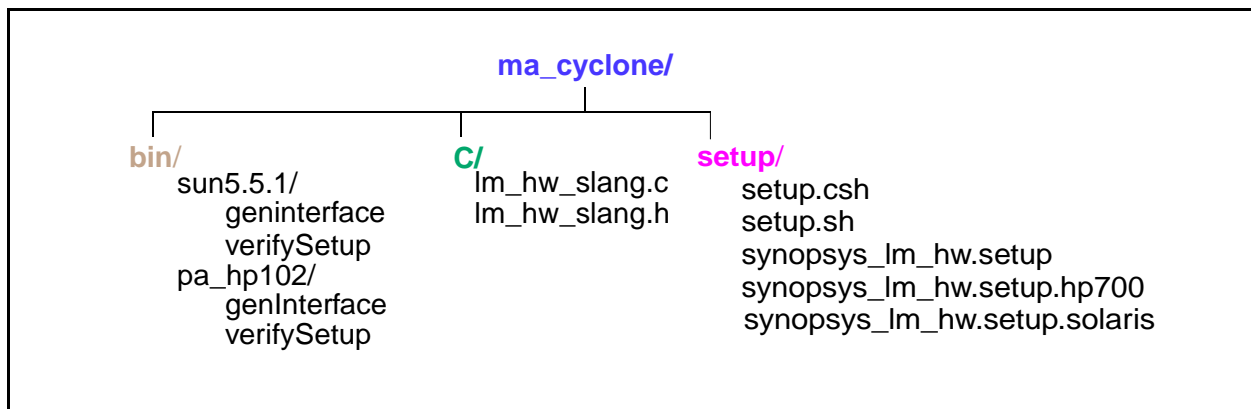 ma_cyclone/
bin/
sun5.5.1/
geninterface
verifySetup
pa_hp102/
genInterface
verifySetup
C/
lm_hw_slang.c
lm_hw_slang.h
setup/
setup.csh
setup.sh
synopsys_lm_hw.setup
synopsys_lm_hw.setup.hp700
synopsys_lm_hw.setup.solaris